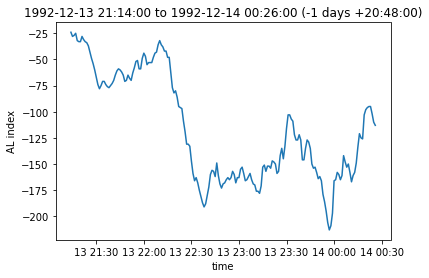 1992-12-13 21:14:00 to 1992-12-14 00:26:00 (-1 days +20:48:00)
AL index
−25
−50
−75
−100
−125
−150
−175
−200
13 21:30 13 22:00 13 22:30 13 23:00 13 23:30 14 00:00 14 00:30
time